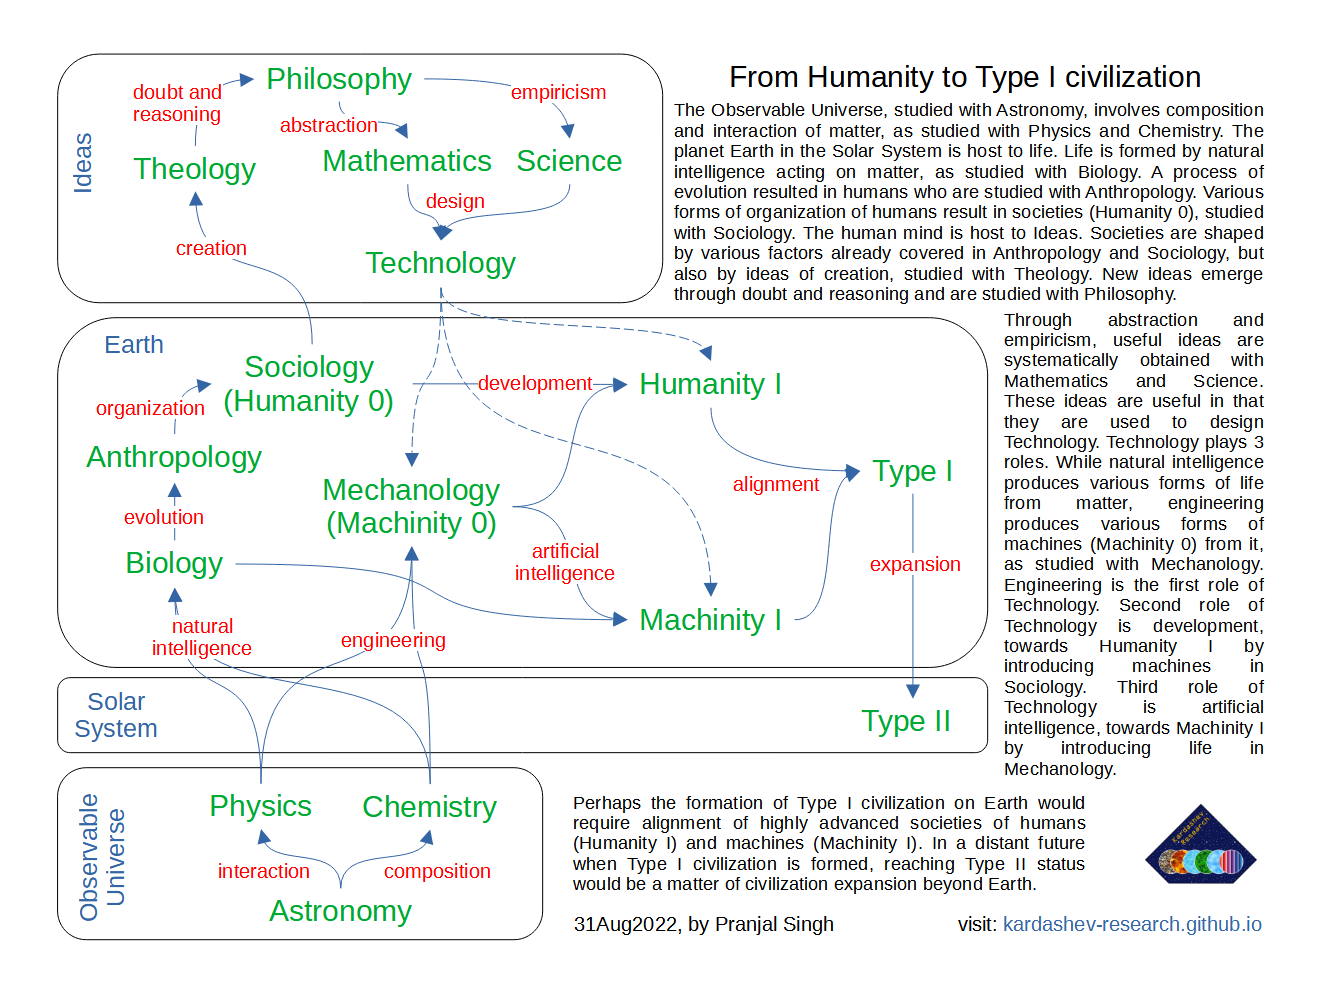 From Humanity to Type I civilization
The Observable Universe, studied with Astronomy, involves composition
and interaction of matter, as studied with Physics and Chemistry. The
planet Earth in the Solar System is host to life. Life is formed by natural
intelligence acting on matter, as studied with Biology. A process of
evolution resulted in humans who are studied with Anthropology. Various
forms of organization of humans result in societies (Humanity 0), studied
with Sociology. The human mind is host to Ideas. Societies are shaped
by various factors already covered in Anthropology and Sociology, but
also by ideas of creation, studied with Theology. New ideas emerge
through doubt and reasoning and are studied with Philosophy.
Through abstraction and
empiricism, useful ideas are
systematically obtained with
Mathematics and Science.
These ideas are useful in that
they are used to design
Technology. Technology plays 3
roles. While natural intelligence
produces various forms of life
from matter, engineering
produces various forms of
machines (Machinity 0) from it,
as studied with Mechanology.
Engineering is the first role of
Technology. Second role of
Technology is development,
towards Humanity I by
introducing machines in
Sociology. Third role of
Technology is artificial
intelligence, towards Machinity I
by introducing life in
Mechanology.
Ideas
doubt and
reasoning
Philosophy
empiricism
abstraction
Theology
Mathematics
Science
design
creation
Technology
Earth
Sociology
(Humanity 0)
development
Humanity I
organization
Anthropology
Mechanology
(Machinity 0)
alignment
Type I
evolution
Biology
artificial
intelligence
expansion
natural
intelligence
engineering
Machinity I
Solar
System
Type II
Observable
Universe
Physics
Chemistry
interaction
composition
Astronomy
Perhaps the formation of Type I civilization on Earth would
require alignment of highly advanced societies of humans
(Humanity I) and machines (Machinity I). In a distant future
when Type I civilization is formed, reaching Type II status
would be a matter of civilization expansion beyond Earth.
Kardashev
Research
31Aug2022, by Pranjal Singh
visit: kardashev-research.github.io